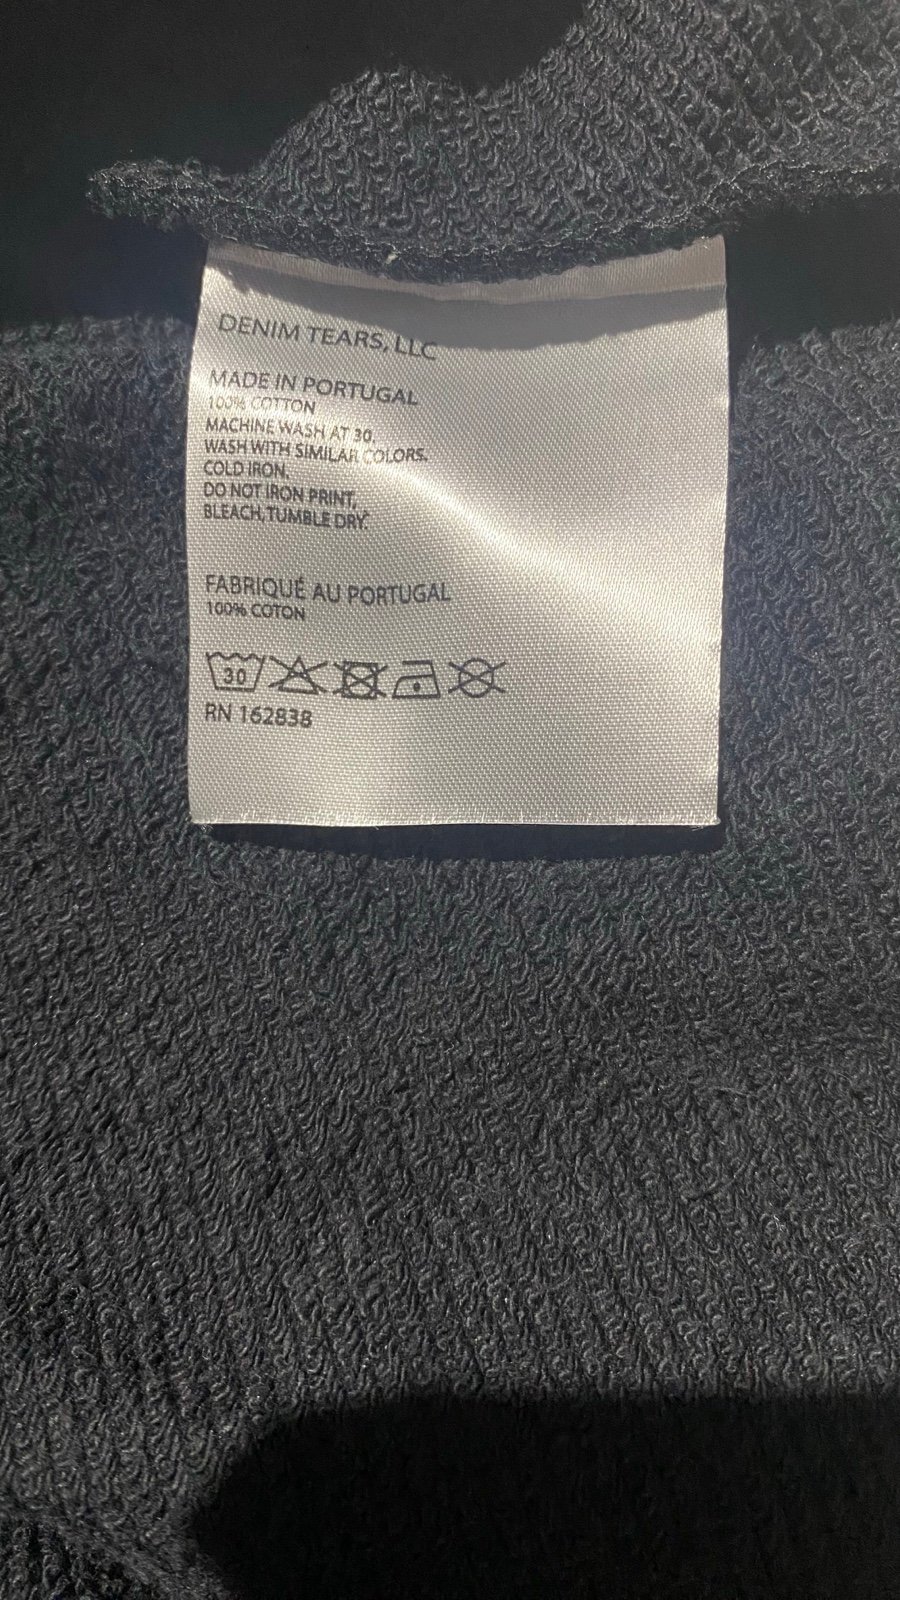 DENIM TEARS, LLC
MADE IN PORTUGAL
100% COTTON
MACHINE WASH AT 30.
WASH WITH SIMILAR COLORS.
COLD IRON.
DO NOT IRON PRINT,
BLEACH, TUMBLE DRY.
FABRIQUÉ AU PORTUGAL
100% COTON
30
RN 162838